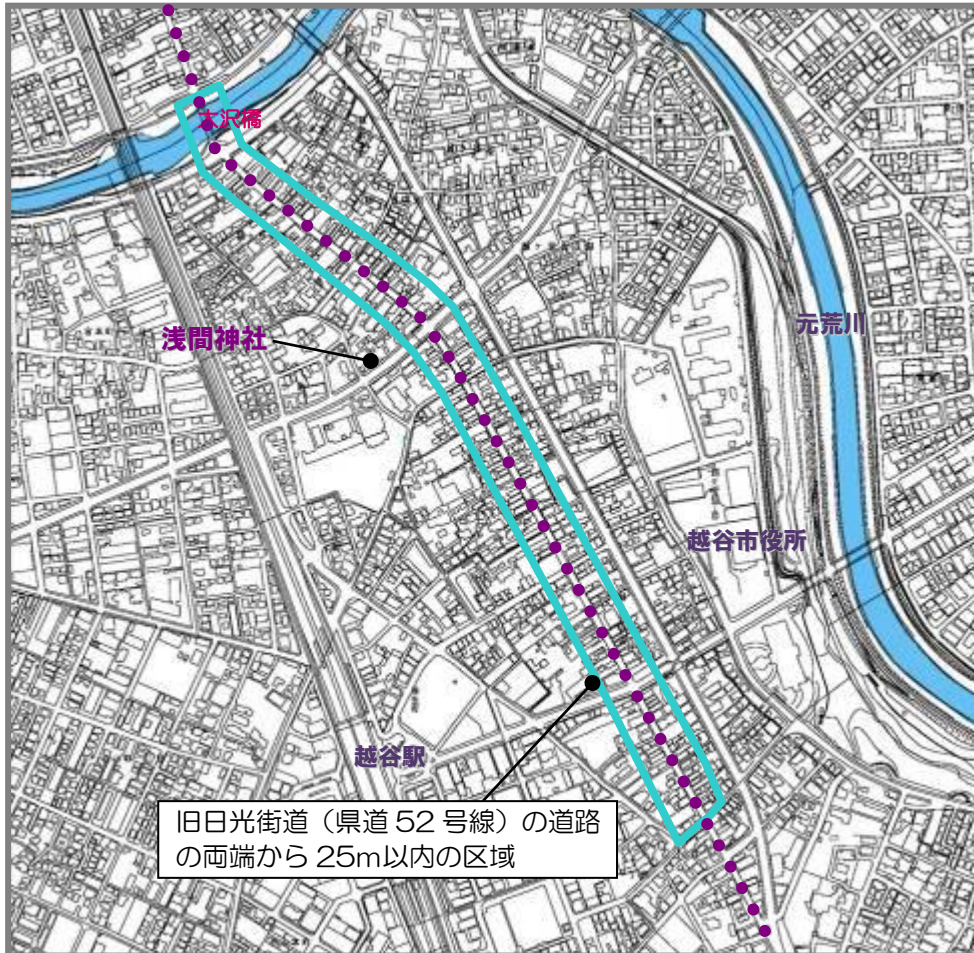 大沢橋
浅間神社
元荒川
越谷市役所
越谷駅
旧日光街道（県道 52 号線）の道路
の両端から 25m以内の区域